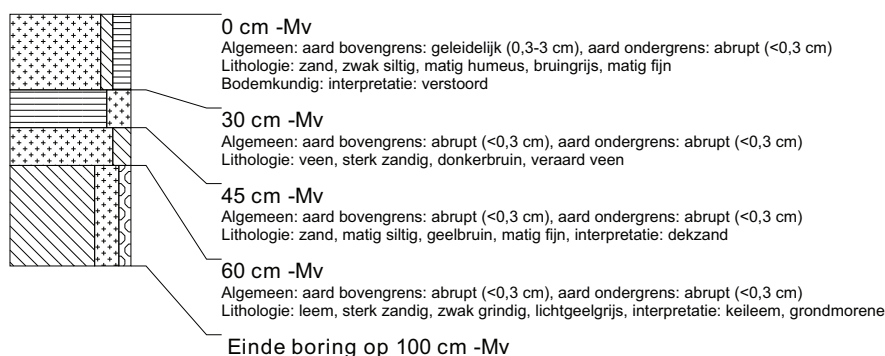 0 cm -Mv
Algemeen: aard bovengrens: geleidelijk (0,3-3 cm), aard ondergrens: abrupt (<0,3 cm)
Lithologie: zand, zwak siltig, matig humeus, bruingrijs, matig fijn
Bodemkundig: interpretatie: verstoord
30 cm -Mv
Algemeen: aard bovengrens: abrupt (<0,3 cm), aard ondergrens: abrupt (<0,3 cm)
Lithologie: veen, sterk zandig, donkerbruin, veraard veen
45 cm -Mv
Algemeen: aard bovengrens: abrupt (<0,3 cm), aard ondergrens: abrupt (<0,3 cm)
Lithologie: zand, matig siltig, geelbruin, matig fijn, interpretatie: dekzand
60 cm -Mv
Algemeen: aard bovengrens: abrupt (<0,3 cm), aard ondergrens: abrupt (<0,3 cm)
Lithologie: leem, sterk zandig, zwak grindig, lichtgeelgrijs, interpretatie: keileem, grondmorene
Einde boring op 100 cm -Mv